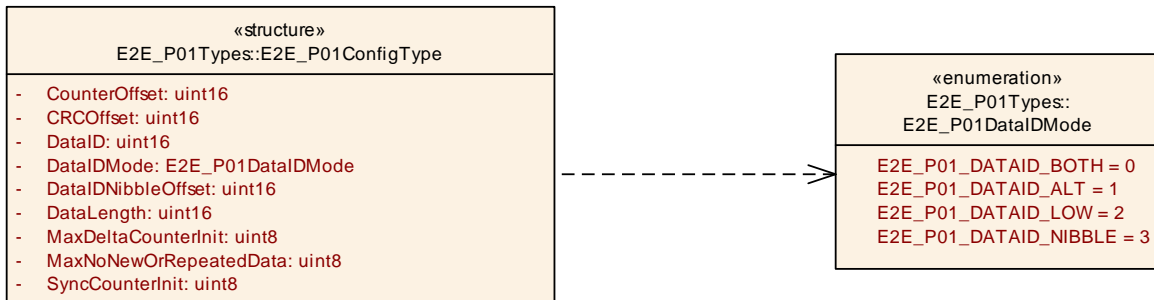 «structure»
E2E_P01Types::E2E_P01ConfigType
- CounterOffset: uint16
- CRCOffset: uint16
- DataID: uint16
- DataIDMode: E2E_P01DataIDMode
- DataIDNibbleOffset: uint16
- DataLength: uint16
- MaxDeltaCounterInit: uint8
- MaxNoNewOrRepeatedData: uint8
- SyncCounterInit: uint8
«enumeration»
E2E_P01Types::
E2E_P01DataIDMode
E2E_P01_DATAID_BOTH = 0
E2E_P01_DATAID_ALT = 1
E2E_P01_DATAID_LOW = 2
E2E_P01_DATAID_NIBBLE = 3